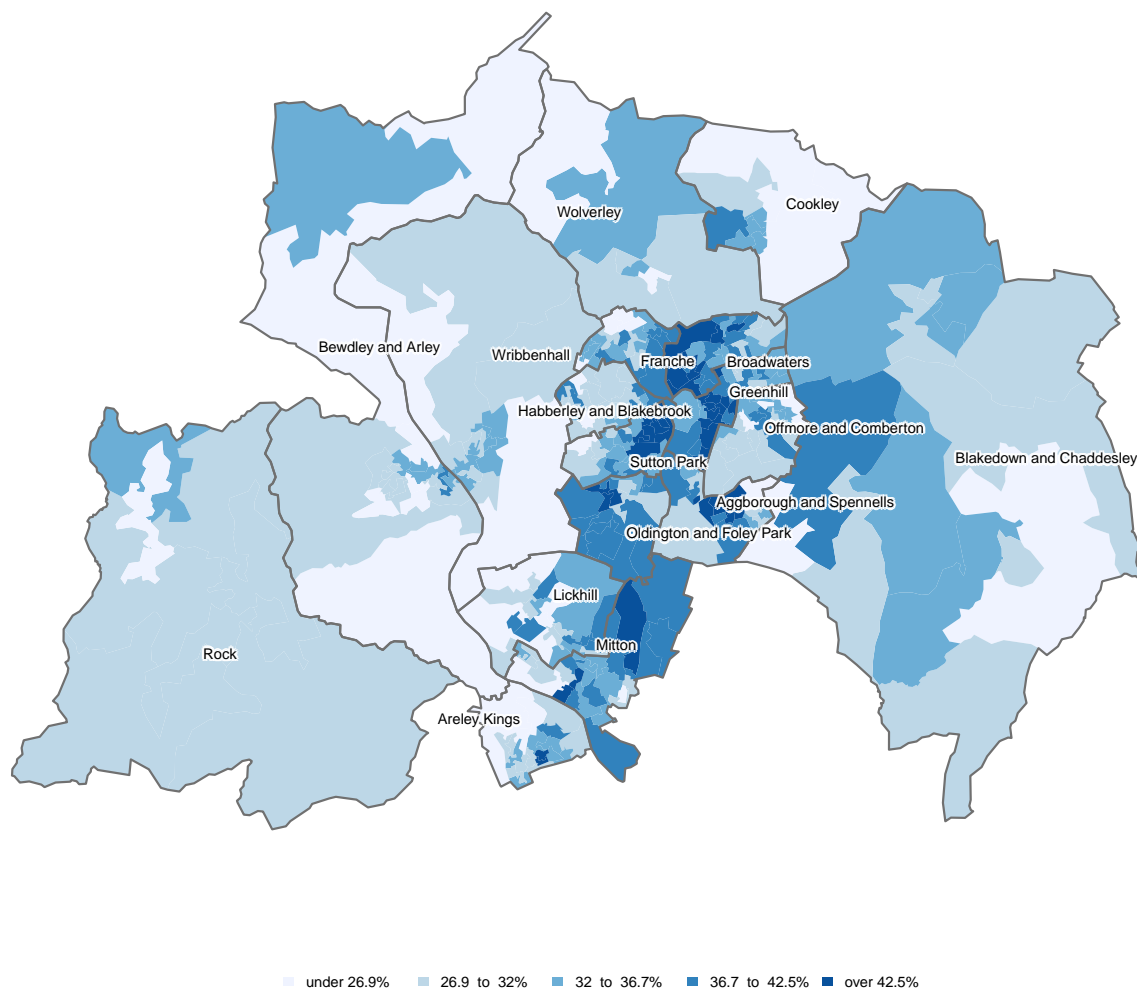 Cookley
Wolverley
Bewdley and Arley
Wribbenhall
Franche
Broadwaters
Greenhill
Habberley and Blakebrook
Offmore and Comberton
Blakedown and Chaddesley
Sutton Park
Aggborough and Spennells
Oldington and Foley Park
Lickhill
Mitton
Rock
Areley Kings
under 26.9% 26.9 to 32% 32 to 36.7% 36.7 to 42.5% over 42.5%